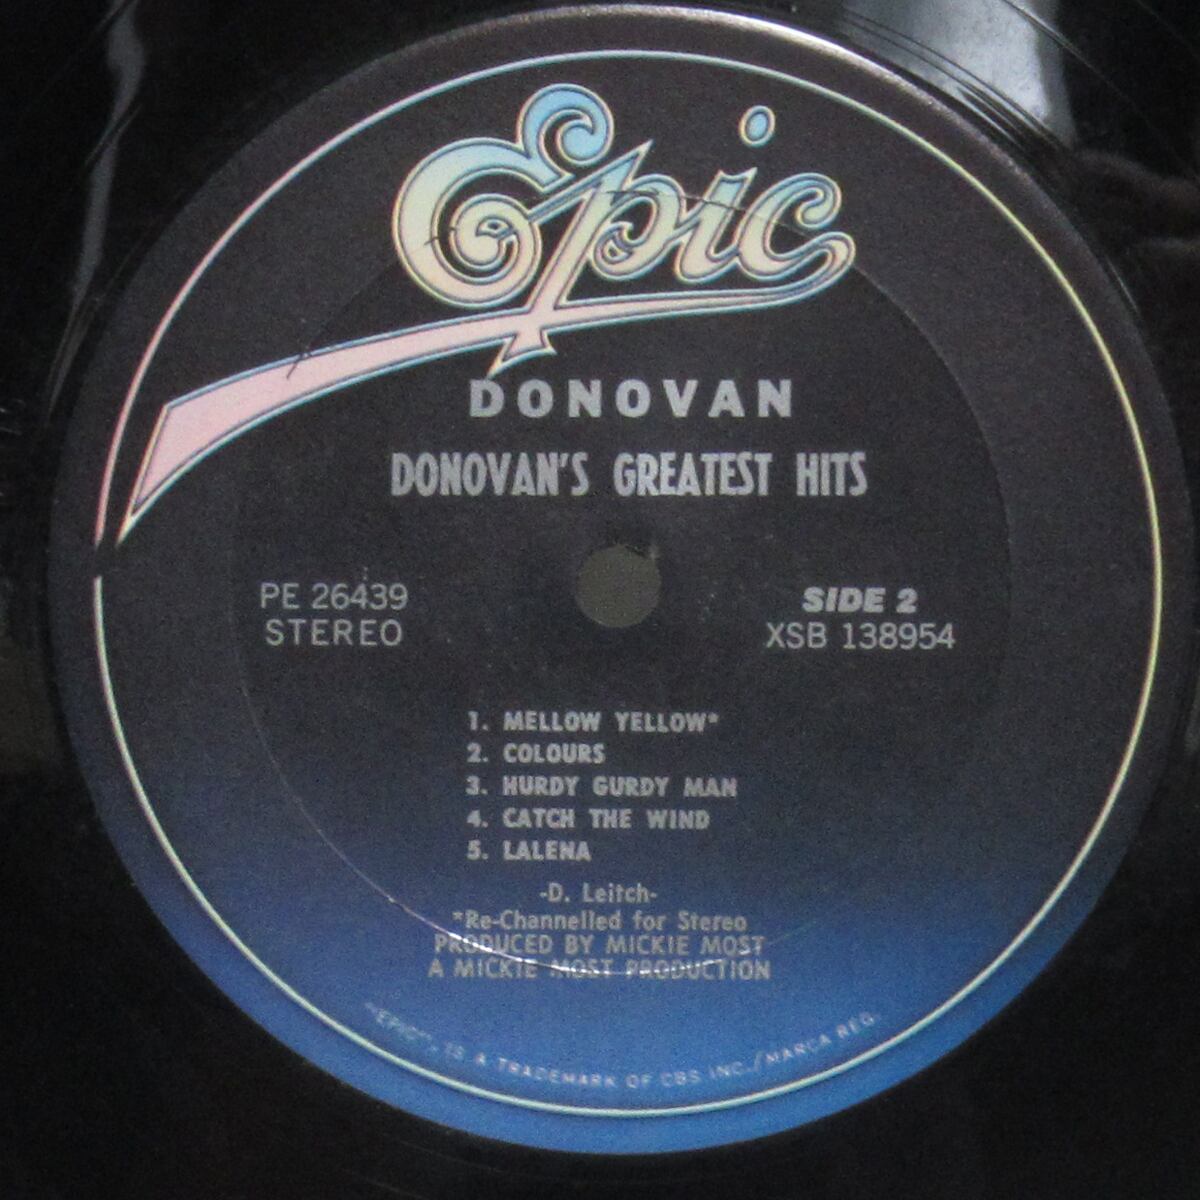 Epic
DONOVAN
DONOVAN'S GREATEST HITS
PE 26439
STEREO
SIDE 2
XSB 138954
1. MELLOW YELLOW*
2. COLOURS
3. HURDY GURDY MAN
4. CATCH THE WIND
5. LALENA
-D. Leitch-
*Re-Channelled for Stereo
PRODUCED BY MICKIE MOST
A MICKIE MOST PRODUCTION
"EPIC", IS A TRADEMARK OF CBS INC./MARCA REG.